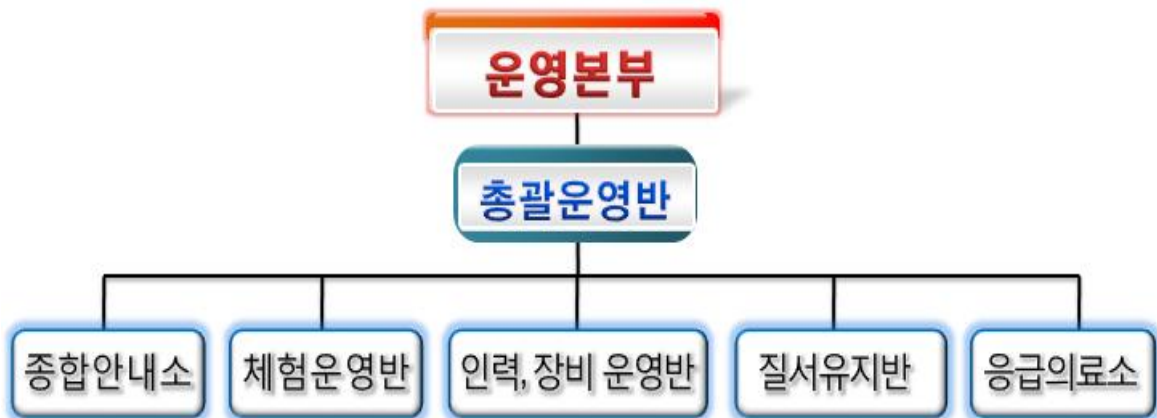 운영본부
총괄운영반
종합안내소
체험운영반
인력, 장비 운영반
질서유지반
응급의료소